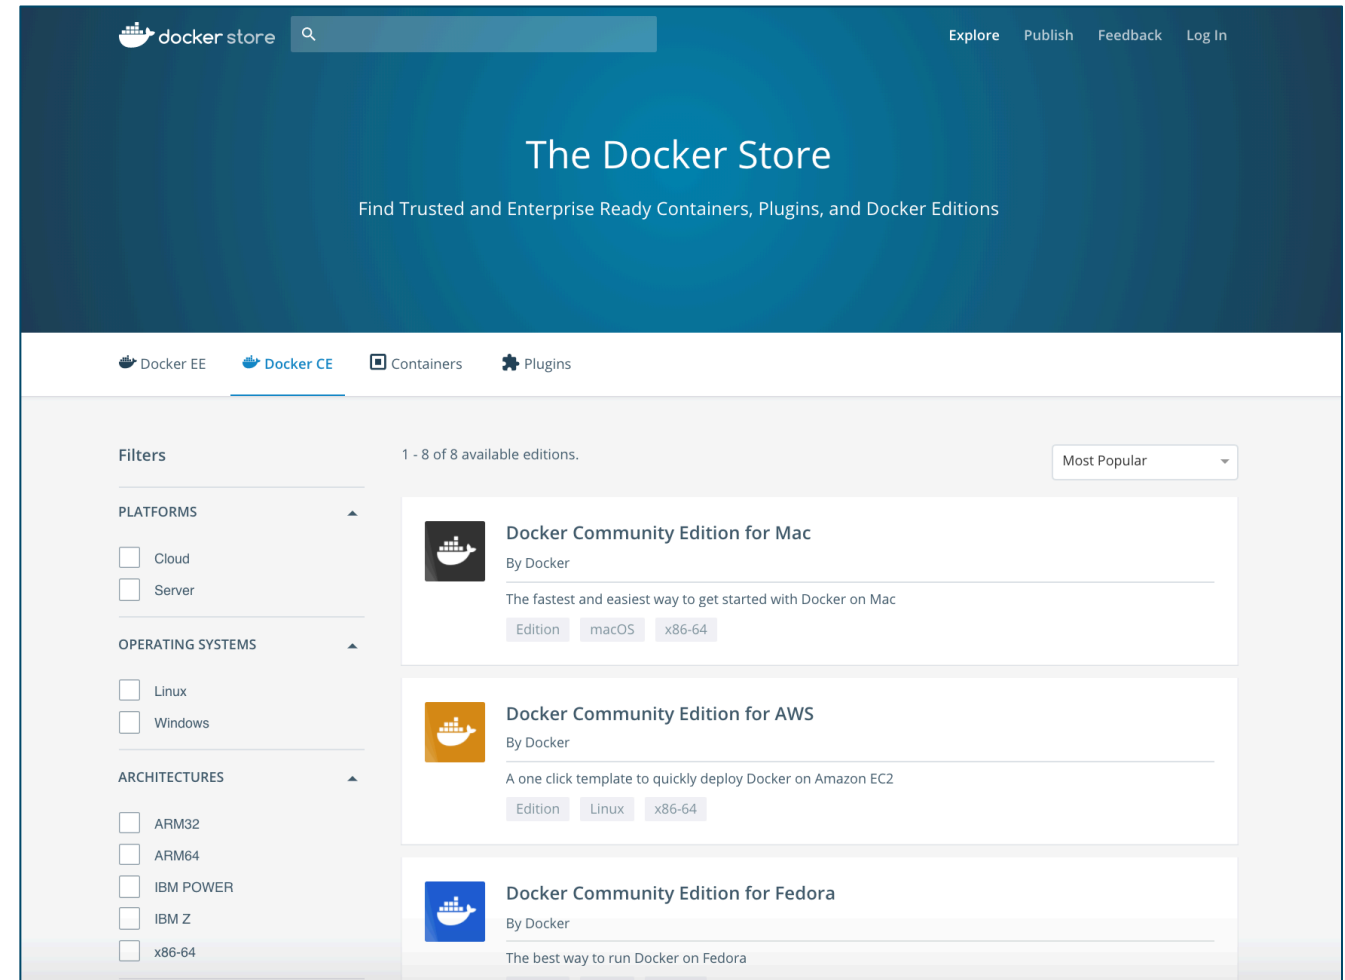 docker store
Explore Publish Feedback Log In
The Docker Store
Find Trusted and Enterprise Ready Containers, Plugins, and Docker Editions
Docker EE Docker CE Containers Plugins
Filters
PLATFORMS
Cloud
Server
OPERATING SYSTEMS
Linux
Windows
ARCHITECTURES
ARM32
ARM64
IBM POWER
IBM Z
x86-64
1 - 8 of 8 available editions.
Most Popular
Docker Community Edition for Mac
By Docker
The fastest and easiest way to get started with Docker on Mac
Edition macOS x86-64
Docker Community Edition for AWS
By Docker
A one click template to quickly deploy Docker on Amazon EC2
Edition Linux x86-64
Docker Community Edition for Fedora
By Docker
The best way to run Docker on Fedora